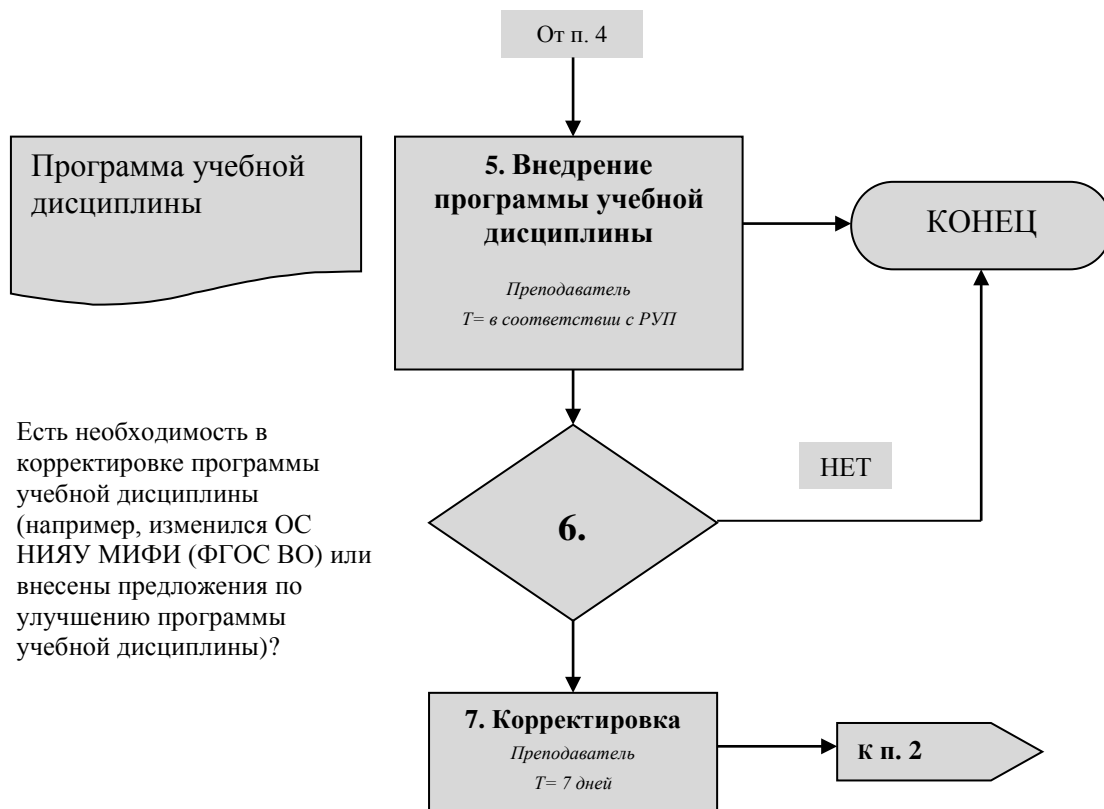 От п. 4
Программа учебной
дисциплины
5. Внедрение
программы учебной
дисциплины
Преподаватель
Т= в соответствии с РУП
КОНЕЦ
Есть необходимость в
корректировке программы
учебной дисциплины
(например, изменился ОС
НИЯУ МИФИ (ФГОС ВО) или
внесены предложения по
улучшению программы
учебной дисциплины)?
6.
НЕТ
7. Корректировка
Преподаватель
Т= 7 дней
К п. 2